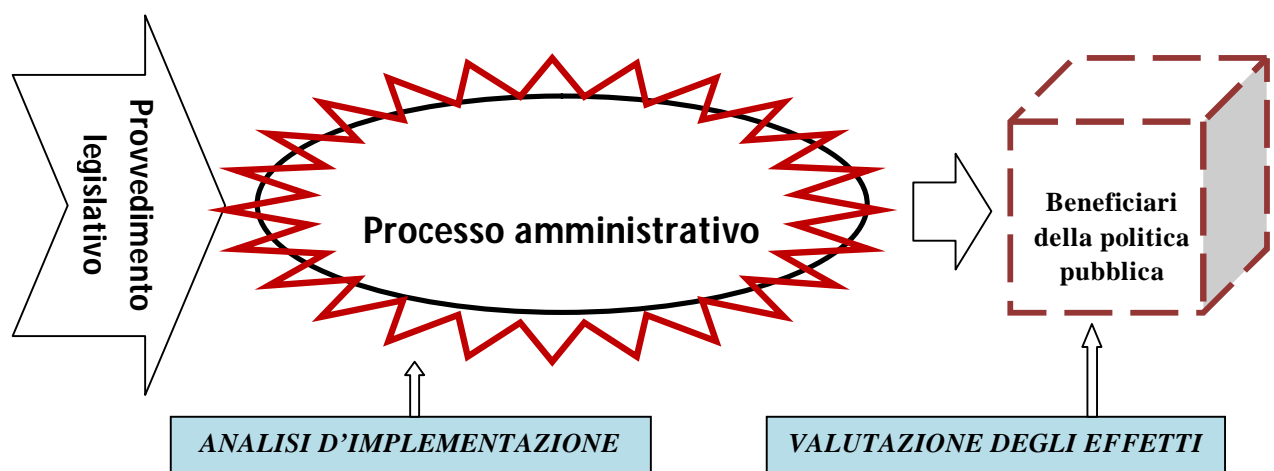 Provvedimento
legislativo
Processo amministrativo
Beneficiari
della politica
pubblica
ANALISI D’IMPLEMENTAZIONE
VALUTAZIONE DEGLI EFFETTI